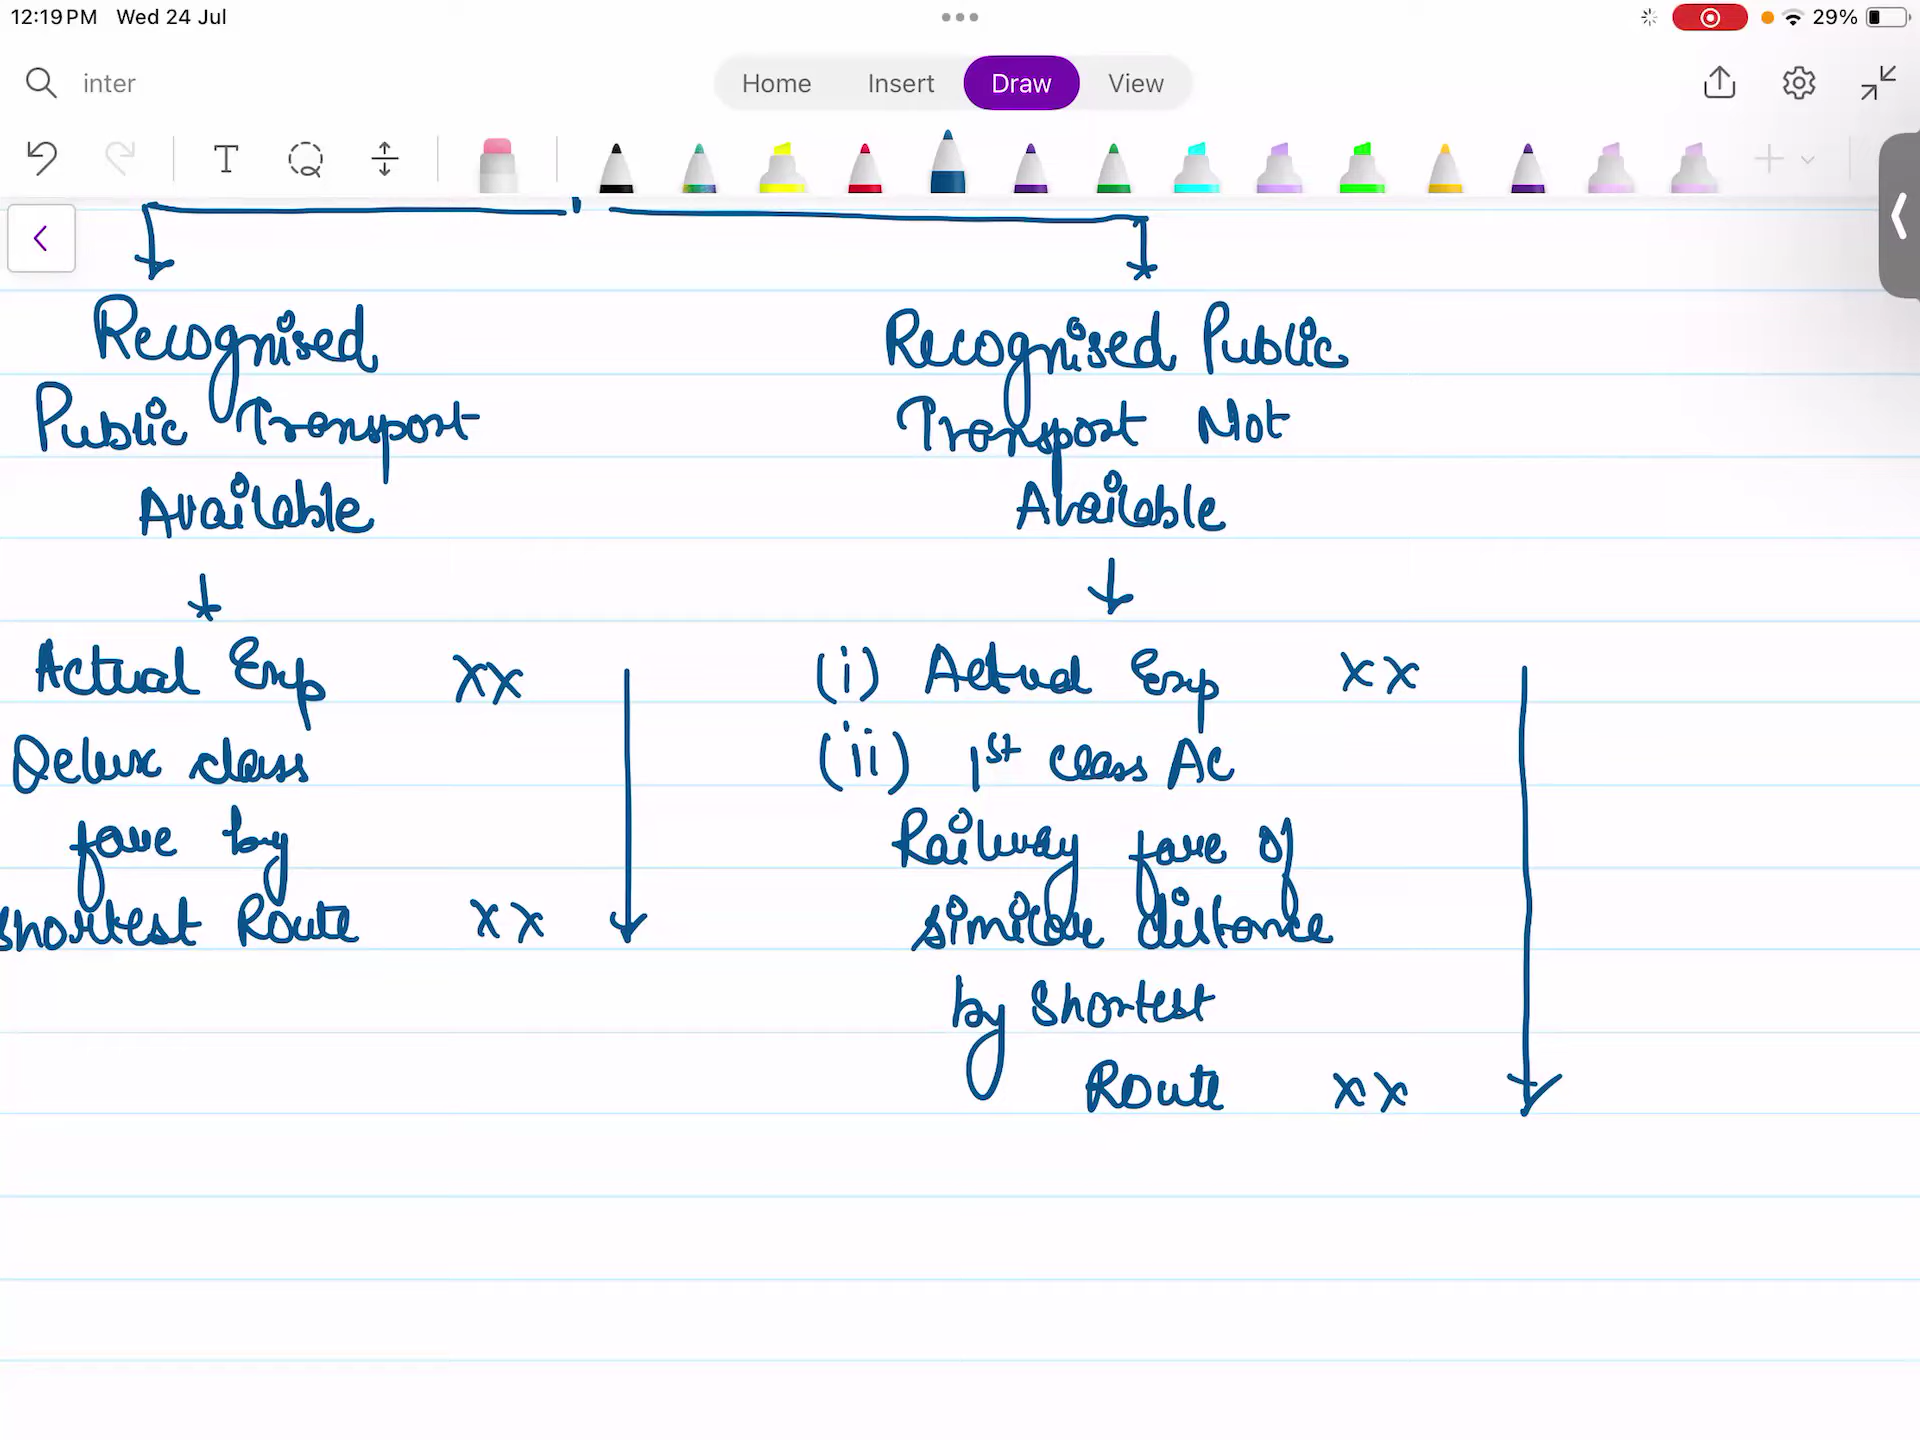 12:19 PM Wed 24 Jul
29%
inter
Home Insert Draw View
T
Recognised
Public Transport
Available
Actual Exp XX
Delux class
fare by
Shortest Route XX
Recognised Public
Transport Not
Available
(i) Actual Exp XX
(ii) 1st class AC
Railway fare of
similar distance
by Shortest
Route XX